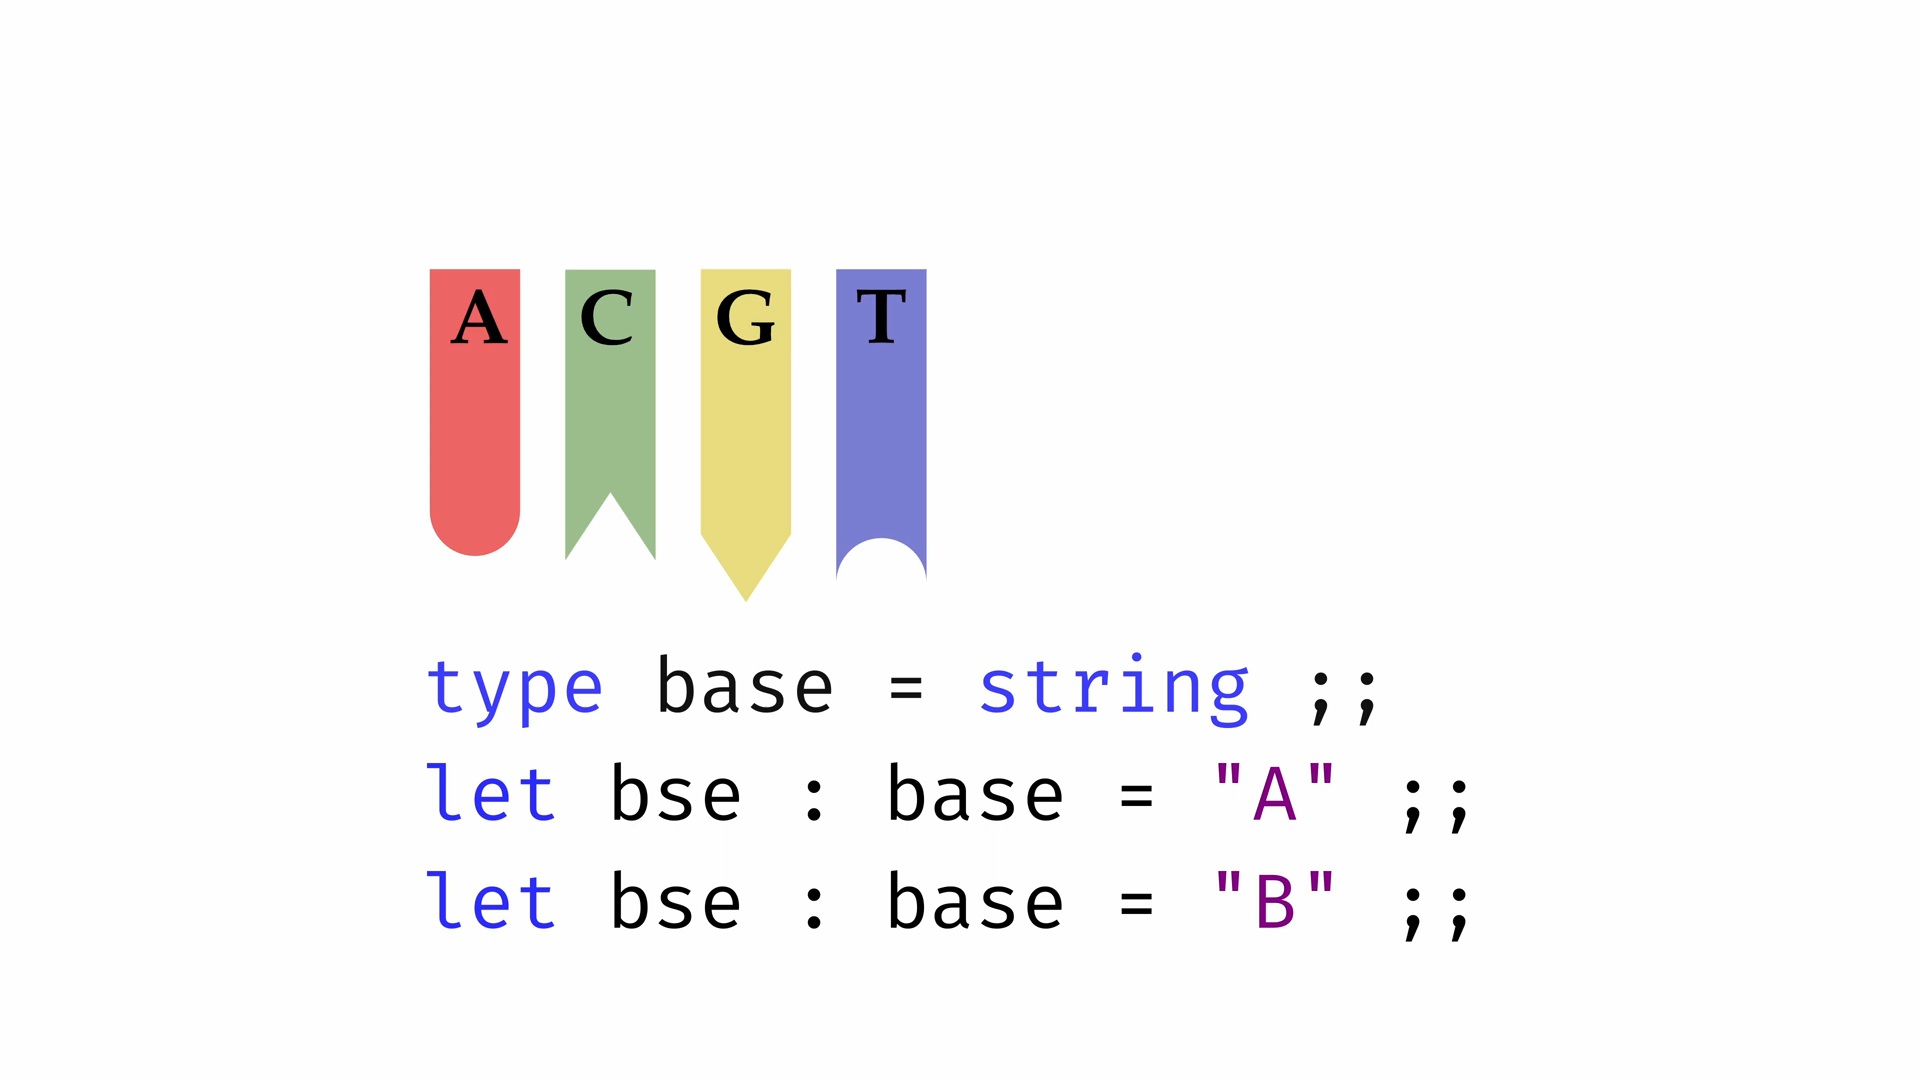 A C G T
type base = string ;;
let bse : base = "A" ;;
let bse : base = "B" ;;